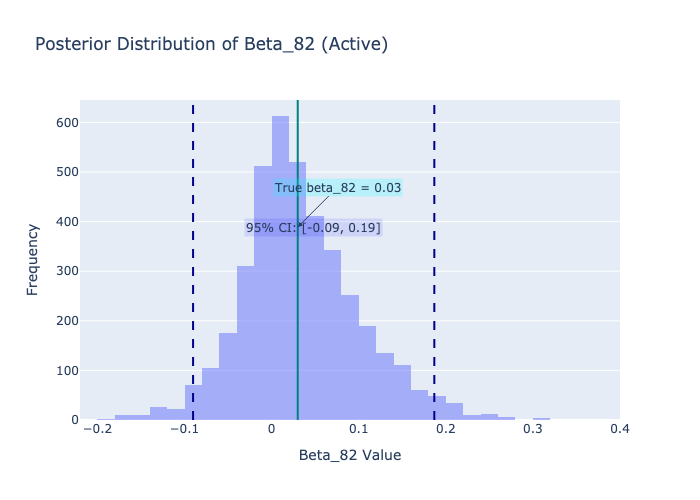 Posterior Distribution of Beta_82 (Active)
600
500
400
300
200
100
0
Frequency
True beta_82 = 0.03
95% CI: [-0.09, 0.19]
−0.2
−0.1
0
0.1
0.2
0.3
0.4
Beta_82 Value